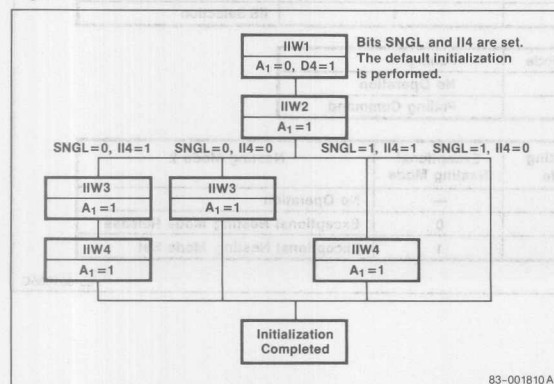 IIW1
A1=0, D4=1
Bits SNGL and II4 are set.
The default initialization
is performed.
IIW2
A1=1
SNGL=0, II4=1
SNGL=0, II4=0
SNGL=1, II4=1
SNGL=1, II4=0
IIW3
A1=1
IIW3
A1=1
IIW4
A1=1
IIW4
A1=1
Initialization
Completed
83-001810A